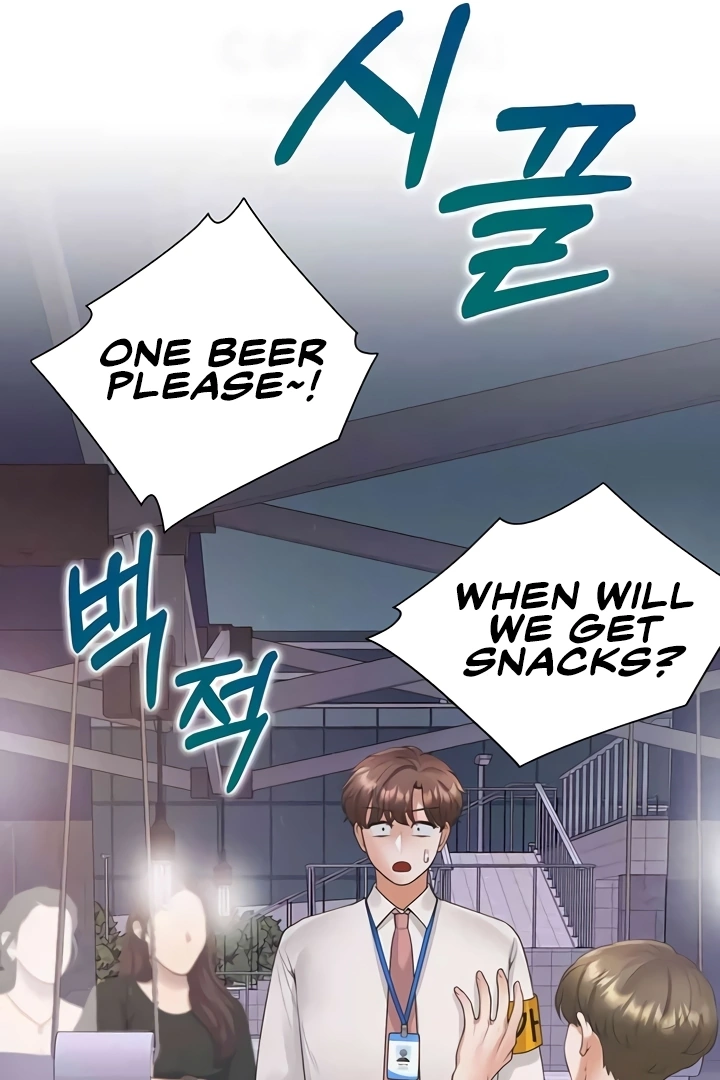 시끌
ONE BEER
PLEASE~!
벅적
WHEN WILL
WE GET
SNACKS?